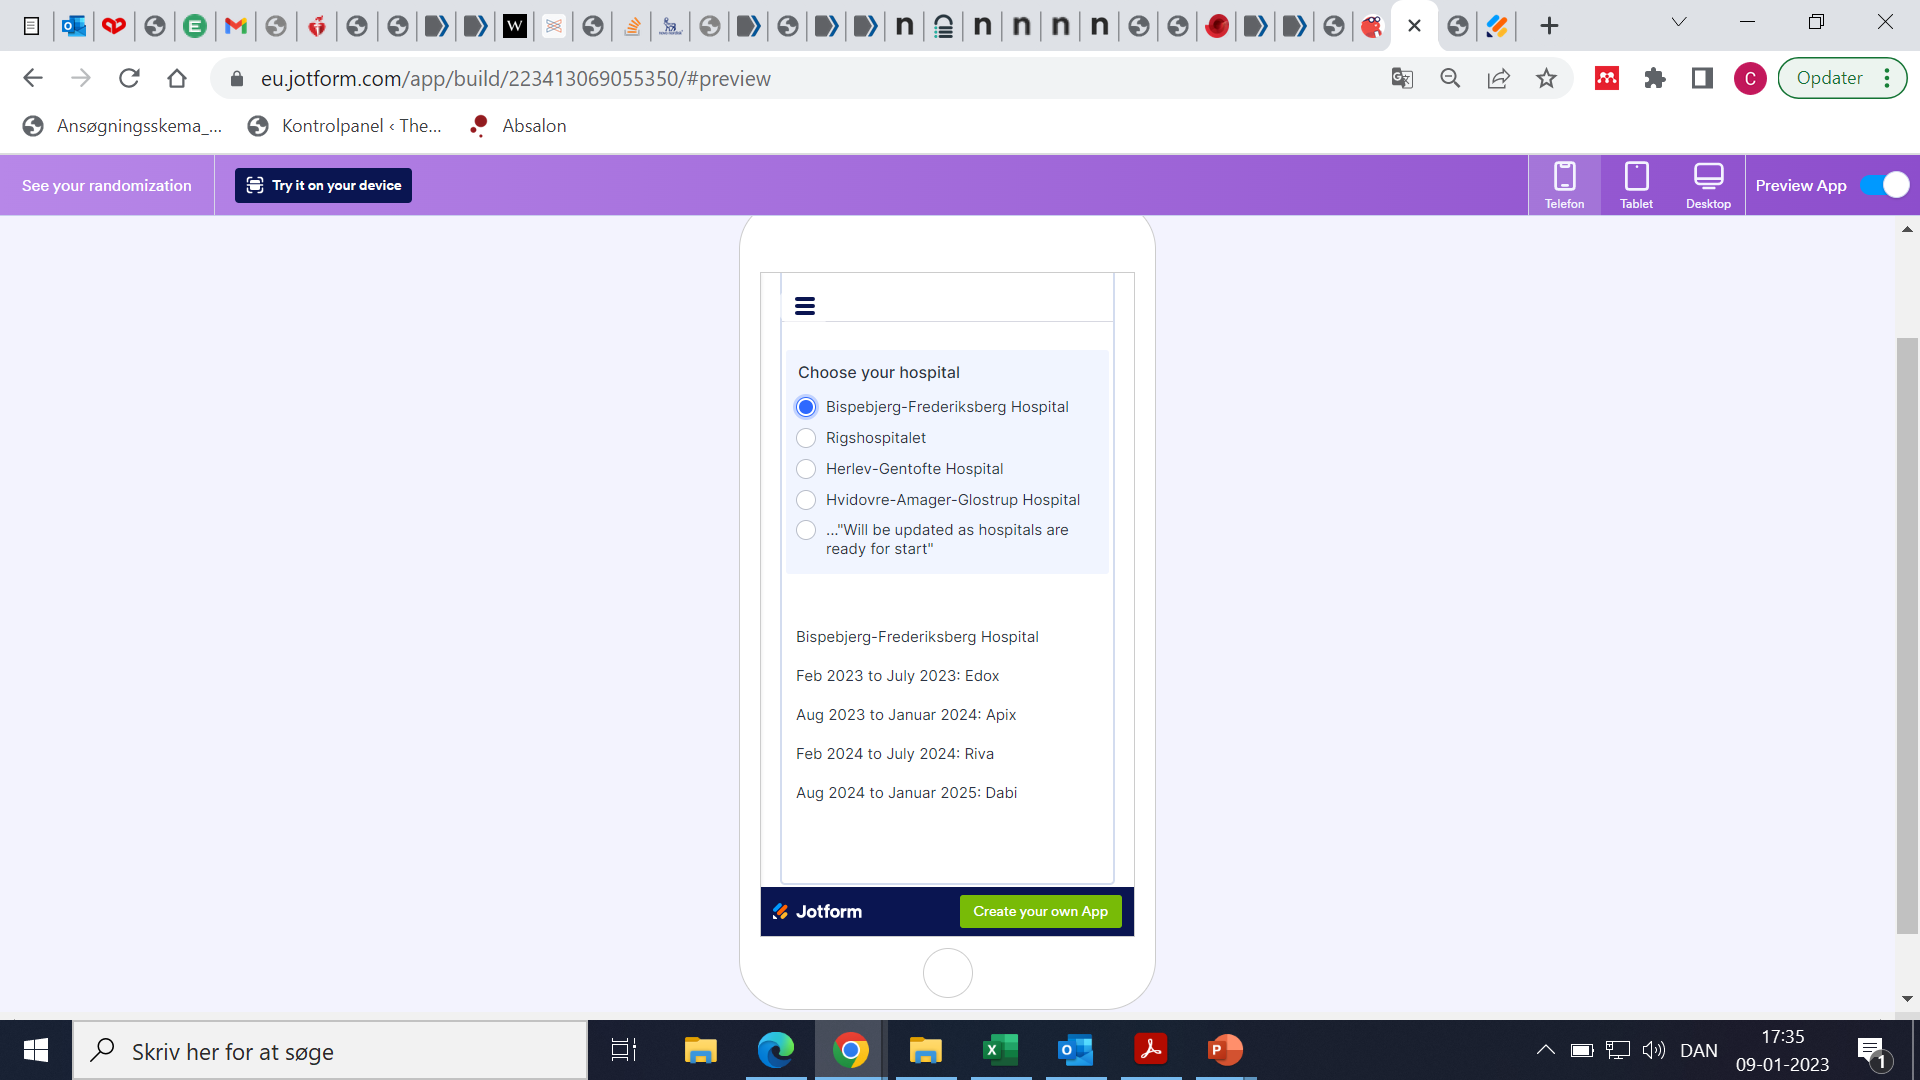 eu.jotform.com/app/build/223413069055350/#preview
C
Opdater
Ansøgningsskema_...
Kontrolpanel ‹ The...
Absalon
See your randomization
Try it on your device
Telefon
Tablet
Desktop
Preview App
Choose your hospital
Bispebjerg-Frederiksberg Hospital
Rigshospitalet
Herlev-Gentofte Hospital
Hvidovre-Amager-Glostrup Hospital
..."Will be updated as hospitals are
ready for start"
Bispebjerg-Frederiksberg Hospital
Feb 2023 to July 2023: Edox
Aug 2023 to Januar 2024: Apix
Feb 2024 to July 2024: Riva
Aug 2024 to Januar 2025: Dabi
Jotform
Create your own App
Skriv her for at søge
DAN
17:35
09-01-2023
1